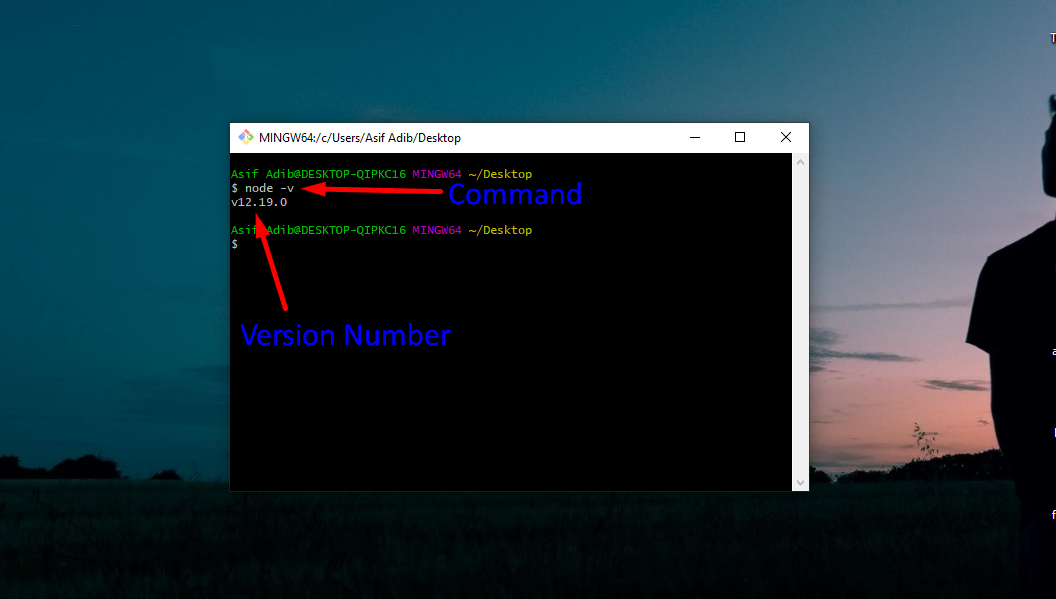 MINGW64:/c/Users/Asif Adib/Desktop
Asif Adib@DESKTOP-QIPKC16 MINGW64 ~/Desktop
$ node -v
Command
v12.19.0
Asif Adib@DESKTOP-QIPKC16 MINGW64 ~/Desktop
$
Version Number